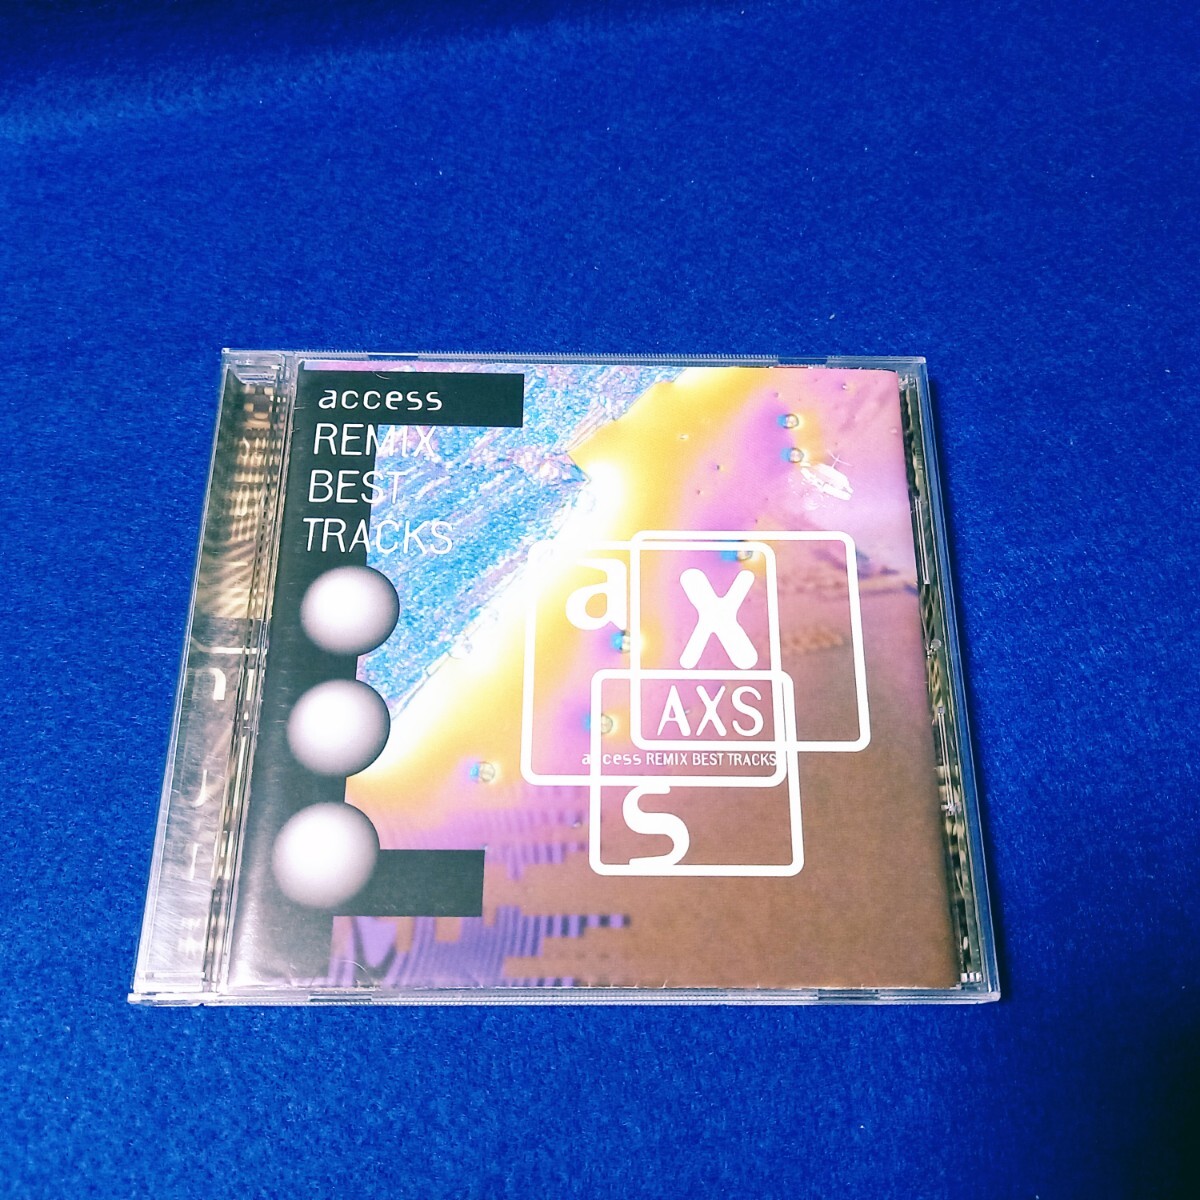 access
REMIX
BEST
TRACKS
a
X
AXS
access REMIX BEST TRACKS
s